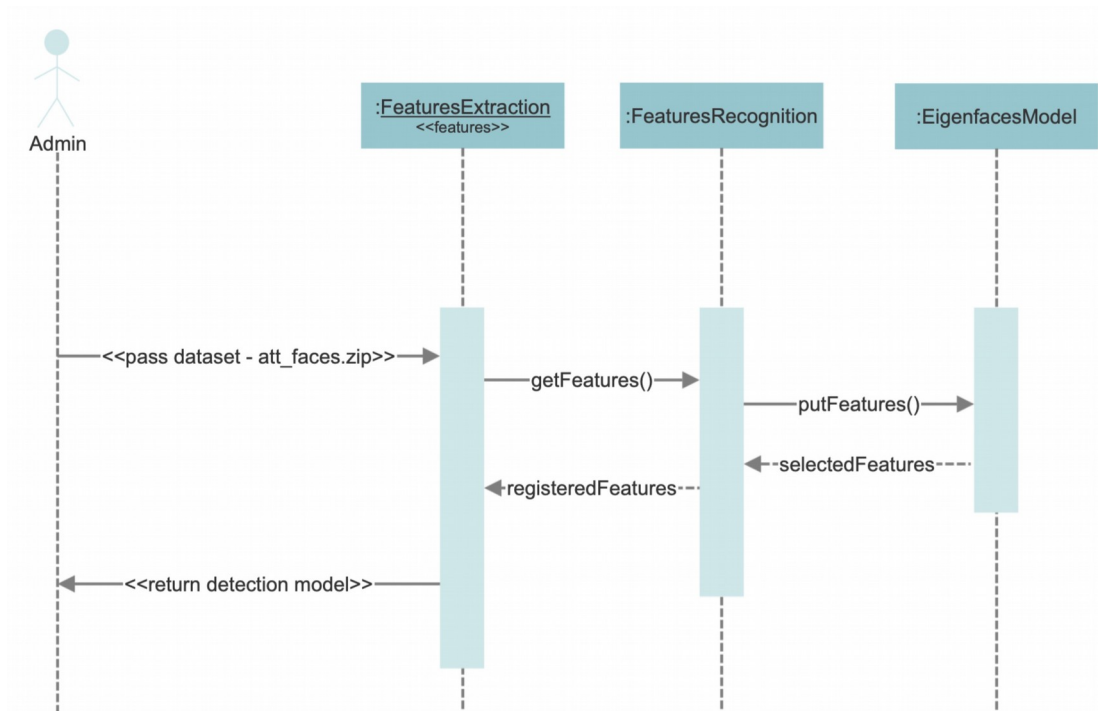 Admin
:FeaturesExtraction
<<features>>
:FeaturesRecognition
:EigenfacesModel
<<pass dataset - att_faces.zip>>
getFeatures()
putFeatures()
selectedFeatures
registeredFeatures
<<return detection model>>